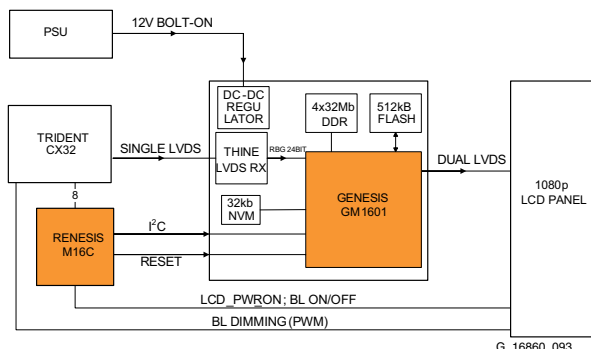 PSU
12V BOLT-ON
DC-DC
REGU
LATOR
4x32Mb
DDR
512kB
FLASH
TRIDENT
CX32
SINGLE LVDS
THINE
LVDS RX
RBG 24BIT
GENESIS
GM1601
DUAL LVDS
1080p
LCD PANEL
8
32kb
NVM
RENESIS
M16C
I²C
RESET
LCD_PWRON; BL ON/OFF
BL DIMMING (PWM)
G_16860_093